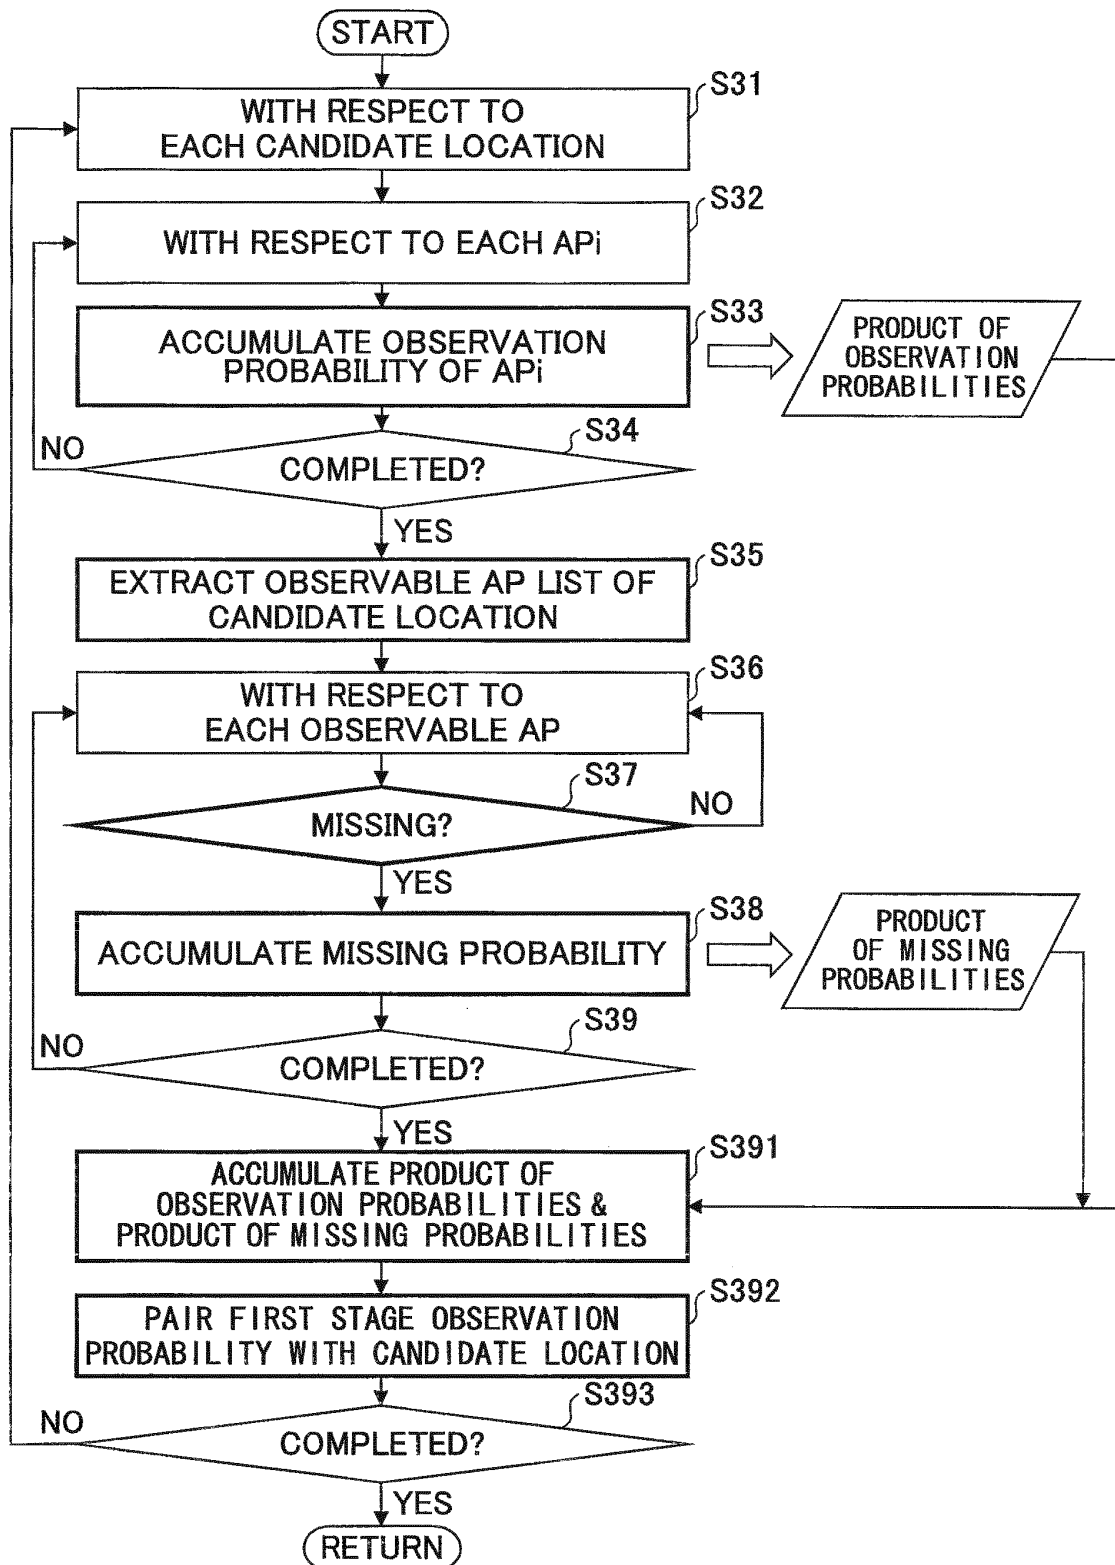 START
S31
WITH RESPECT TO
EACH CANDIDATE LOCATION
S32
WITH RESPECT TO EACH APi
S33
ACCUMULATE OBSERVATION
PROBABILITY OF APi
PRODUCT OF
OBSERVATION
PROBABILITIES
S34
NO
COMPLETED?
YES
S35
EXTRACT OBSERVABLE AP LIST OF
CANDIDATE LOCATION
S36
WITH RESPECT TO
EACH OBSERVABLE AP
S37
NO
MISSING?
YES
S38
ACCUMULATE MISSING PROBABILITY
PRODUCT
OF MISSING
PROBABILITIES
S39
NO
COMPLETED?
YES
S391
ACCUMULATE PRODUCT OF
OBSERVATION PROBABILITIES &
PRODUCT OF MISSING PROBABILITIES
S392
PAIR FIRST STAGE OBSERVATION
PROBABILITY WITH CANDIDATE LOCATION
S393
NO
COMPLETED?
YES
RETURN